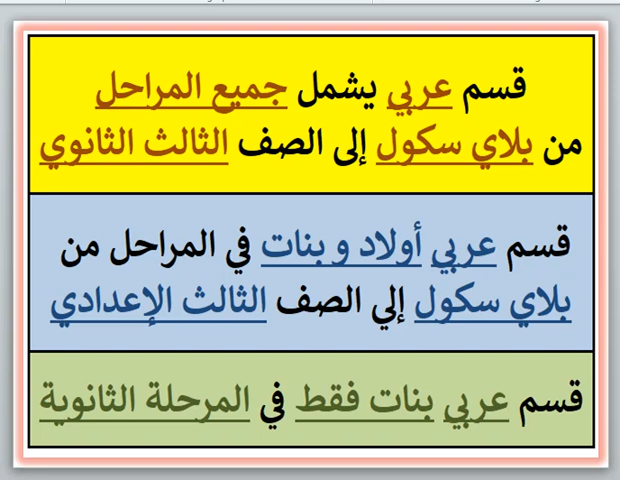 قسم عربي يشمل جميع المراحل
من بلاي سكول إلى الصف الثالث الثانوي
قسم عربي أولاد و بنات في المراحل من
بلاي سكول إلي الصف الثالث الإعدادي
قسم عربي بنات فقط في المرحلة الثانوية